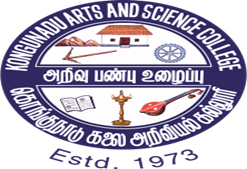 KONGUNADU ARTS AND SCIENCE COLLEGE
அறிவு பண்பு உழைப்பு
கொங்குநாடு கலை அறிவியல் கல்லூரி
Estd. 1973